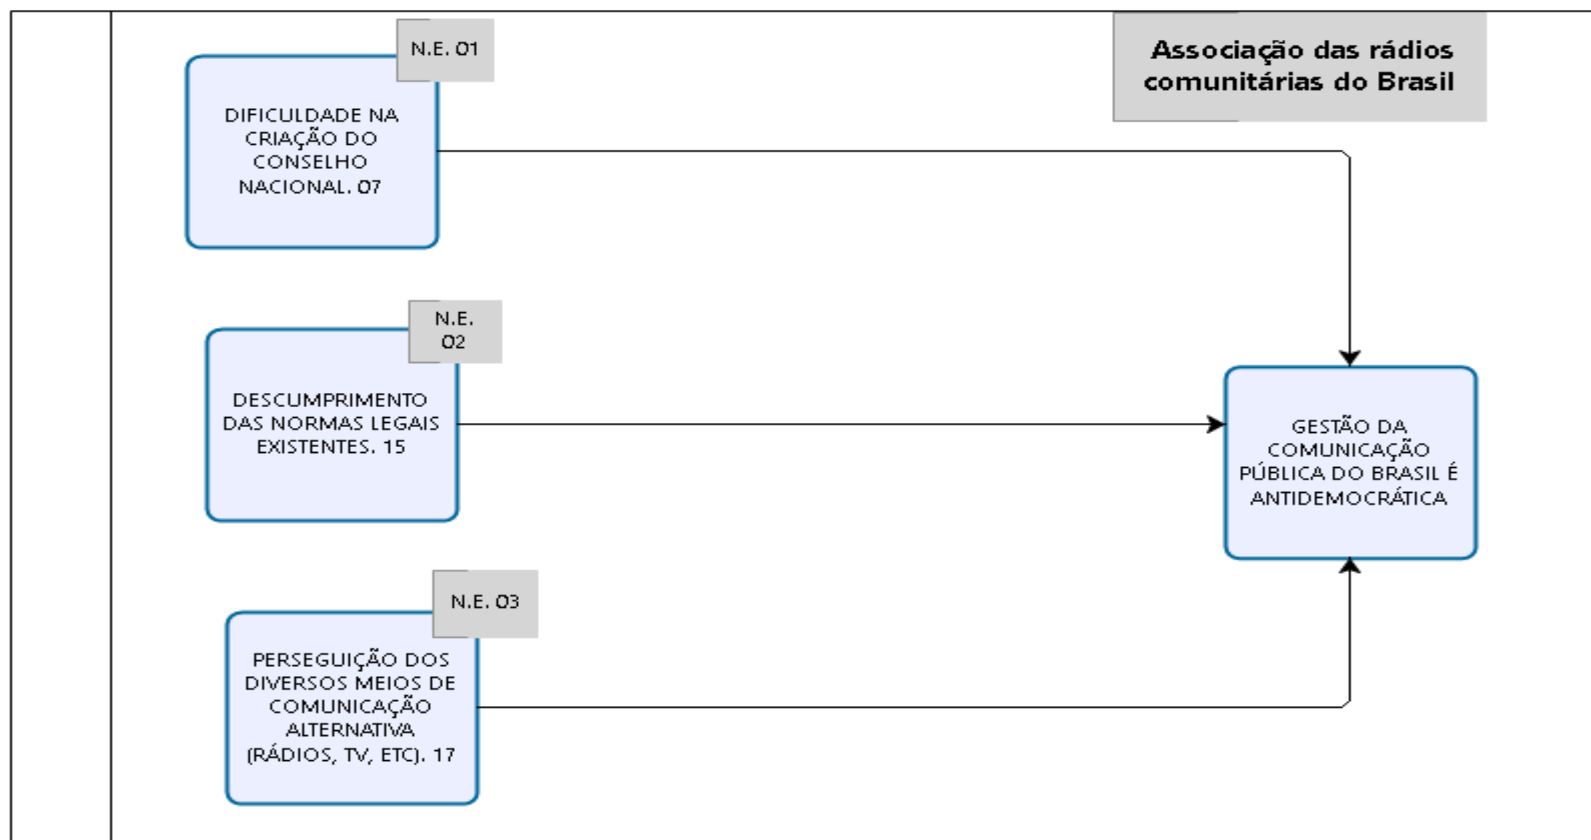 Associação das rádios
comunitárias do Brasil
N.E. 01
DIFICULDADE NA
CRIAÇÃO DO
CONSELHO
NACIONAL. 07
N.E.
02
DESCUMPRIMENTO
DAS NORMAS LEGAIS
EXISTENTES. 15
N.E. 03
PERSEGUIÇÃO DOS
DIVERSOS MEIOS DE
COMUNICAÇÃO
ALTERNATIVA
(RÁDIOS, TV, ETC). 17
GESTÃO DA
COMUNICAÇÃO
PÚBLICA DO BRASIL É
ANTIDEMOCRÁTICA